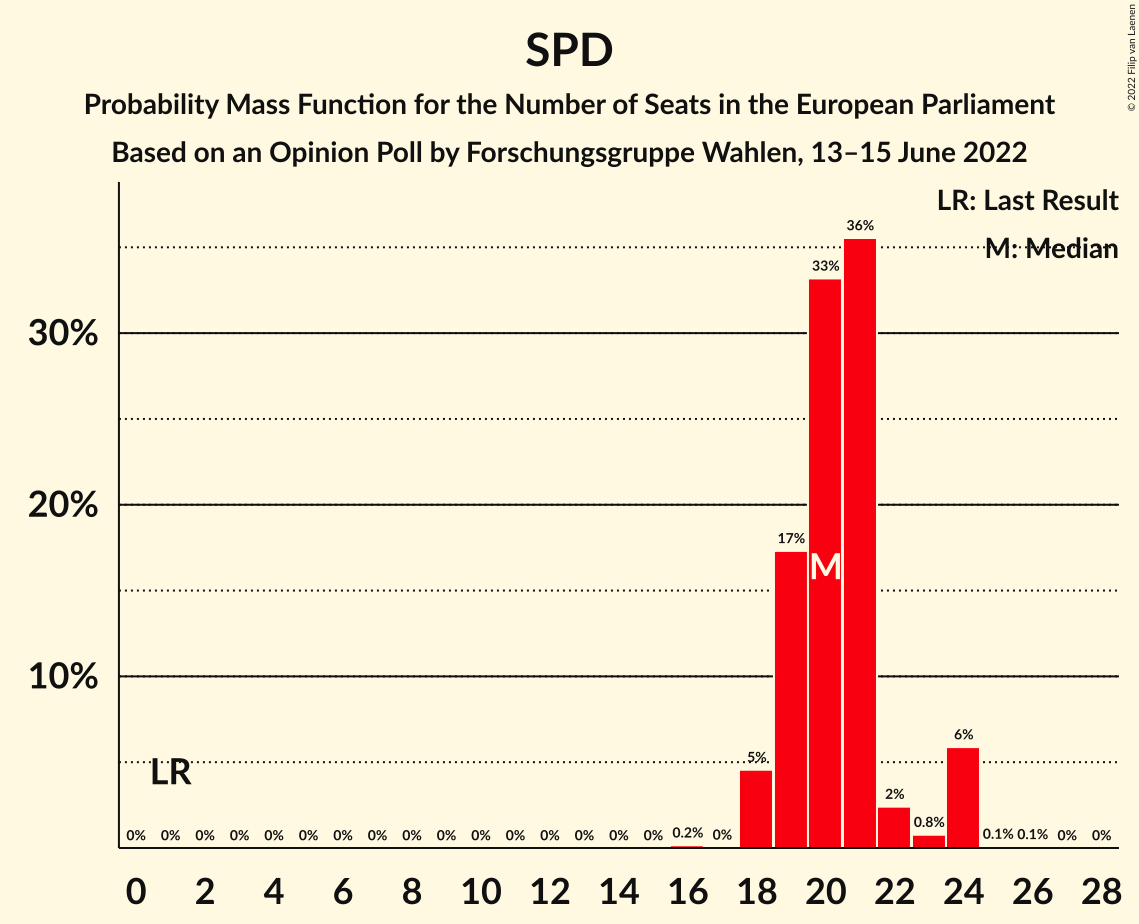 SPD
Probability Mass Function for the Number of Seats in the European Parliament
Based on an Opinion Poll by Forschungsgruppe Wahlen, 13–15 June 2022
© 2022 Filip van Laenen
LR: Last Result
M: Median
36%
33%
30%
20%
17%
M
10%
6%
5%
LR
2%
0.8%
0% 0% 0% 0% 0% 0% 0% 0% 0% 0% 0% 0% 0% 0% 0% 0% 0.2% 0% 0.1% 0.1% 0% 0%
0 2 4 6 8 10 12 14 16 18 20 22 24 26 28